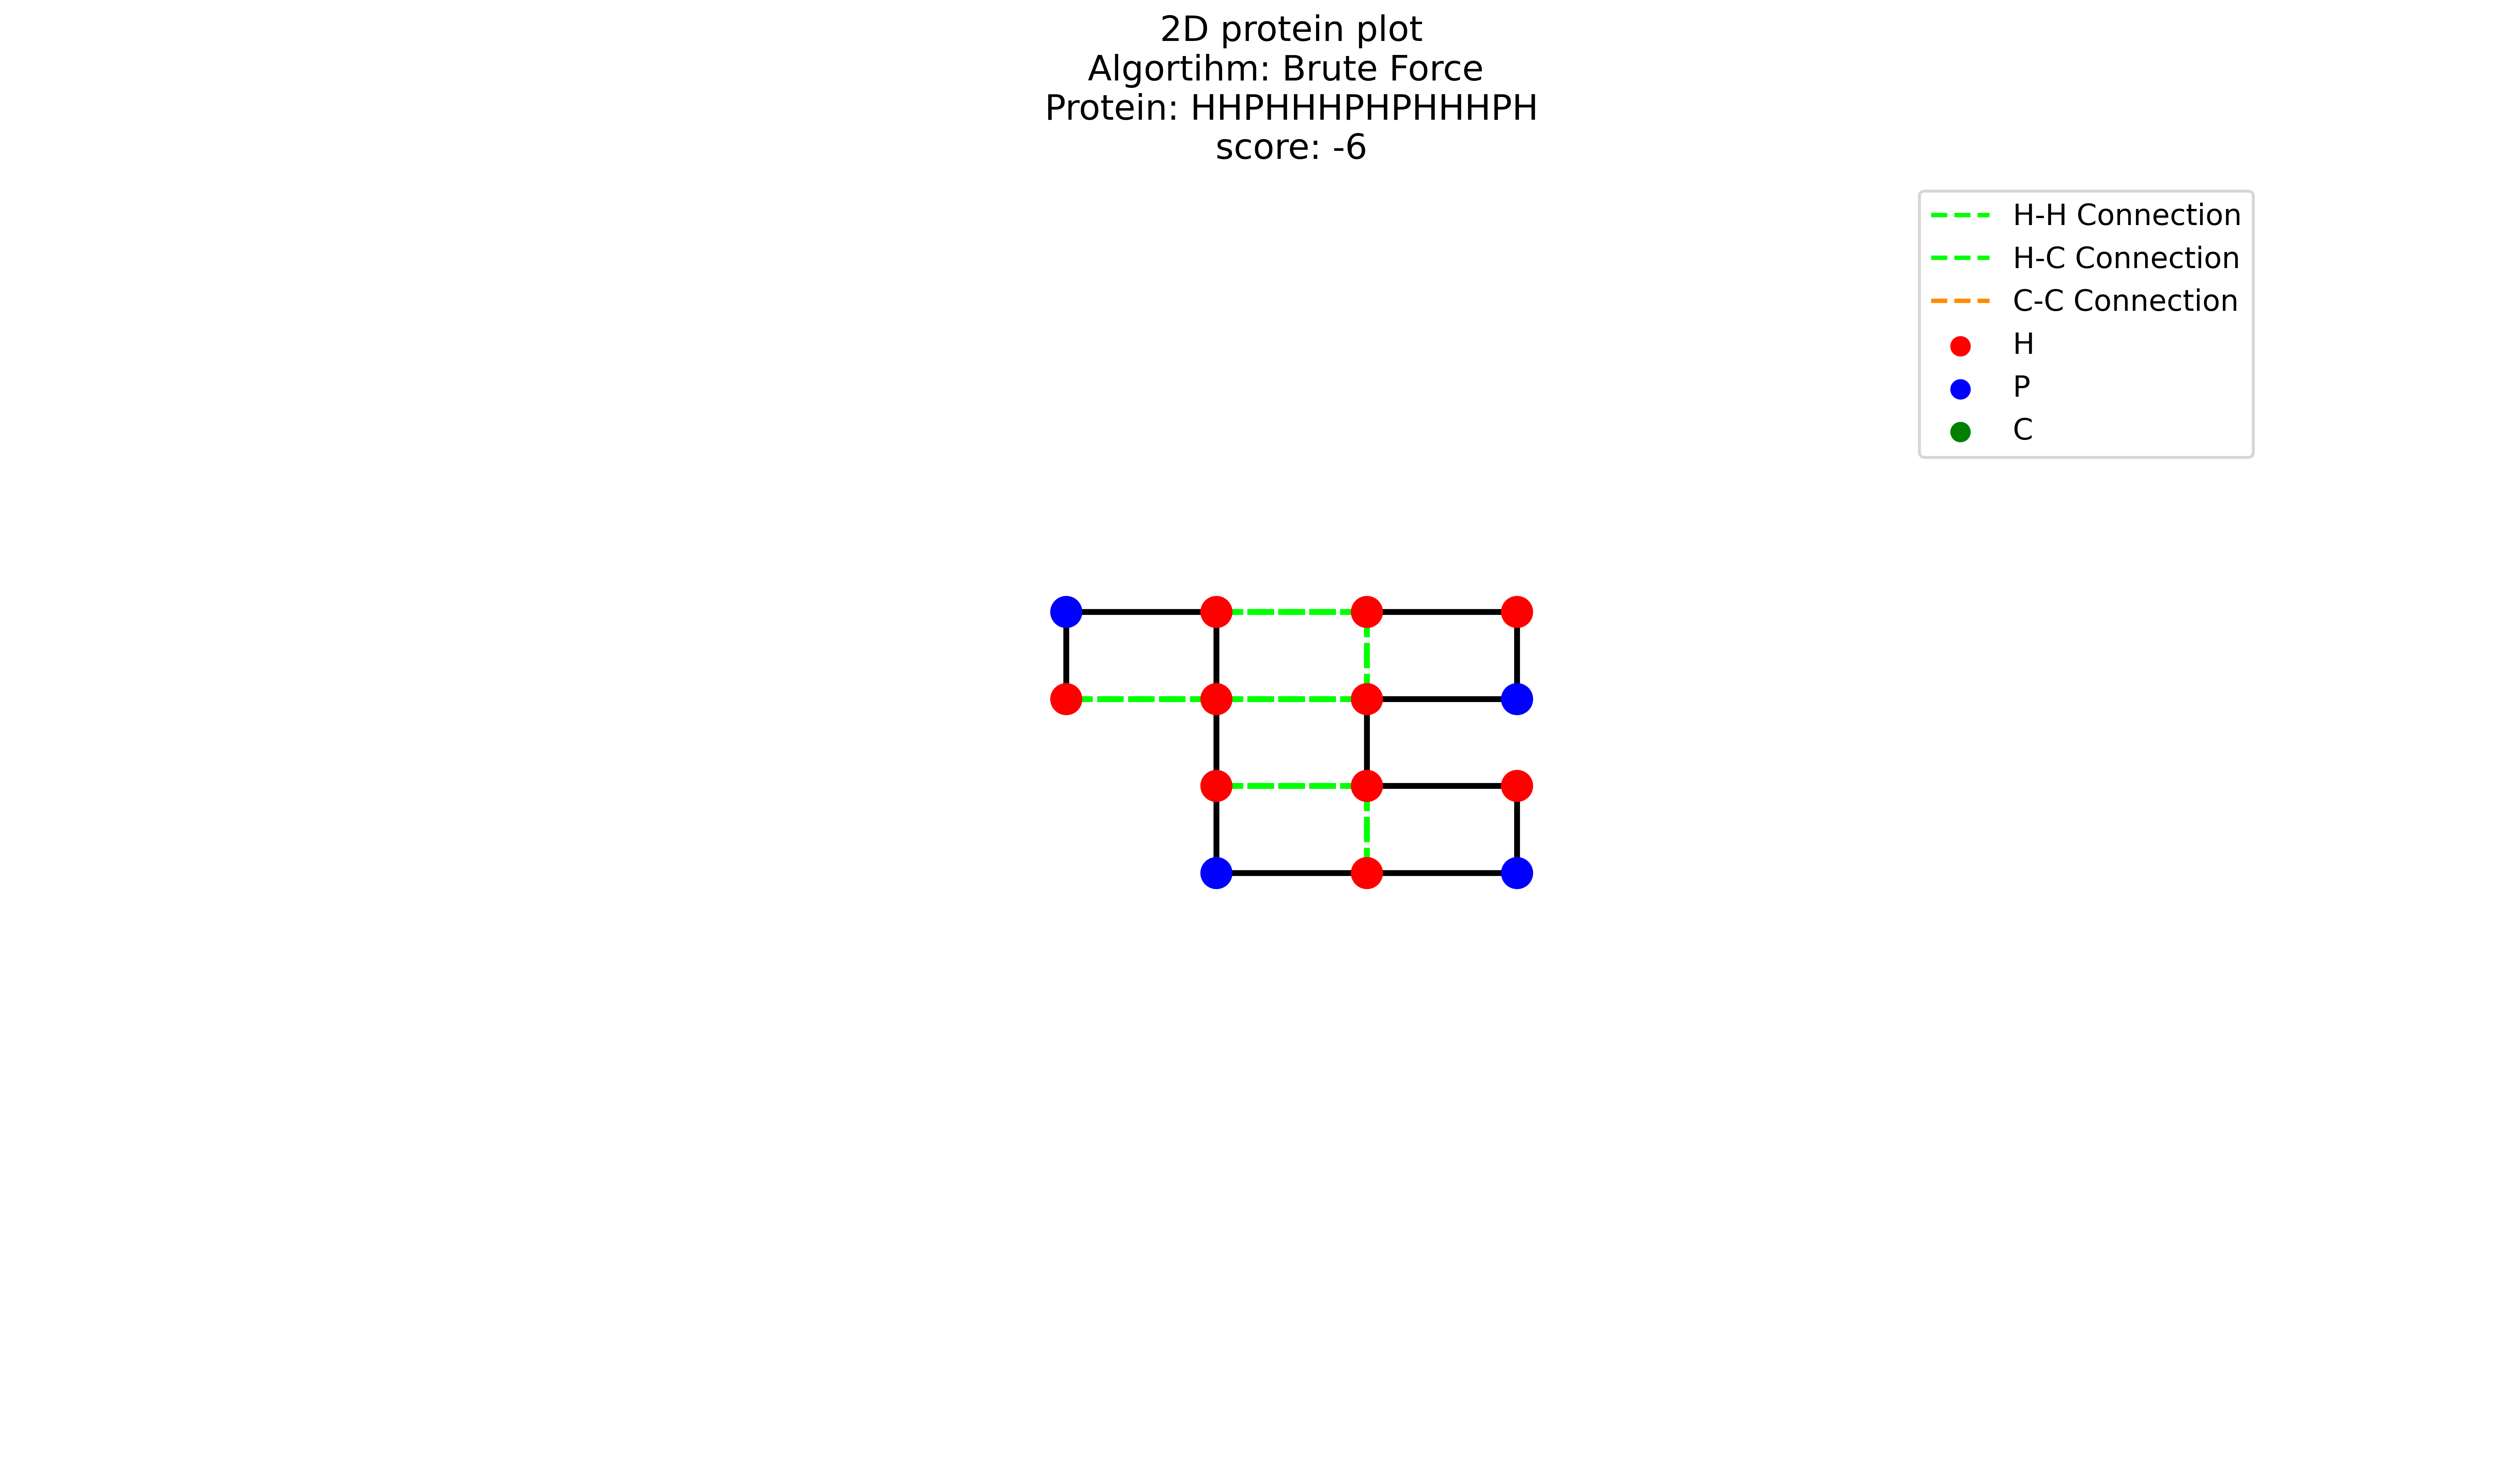 2D protein plot
Algortihm: Brute Force
Protein: HHPHHHPHPHHHPH
score: -6
H-H Connection
H-C Connection
C-C Connection
H
P
C